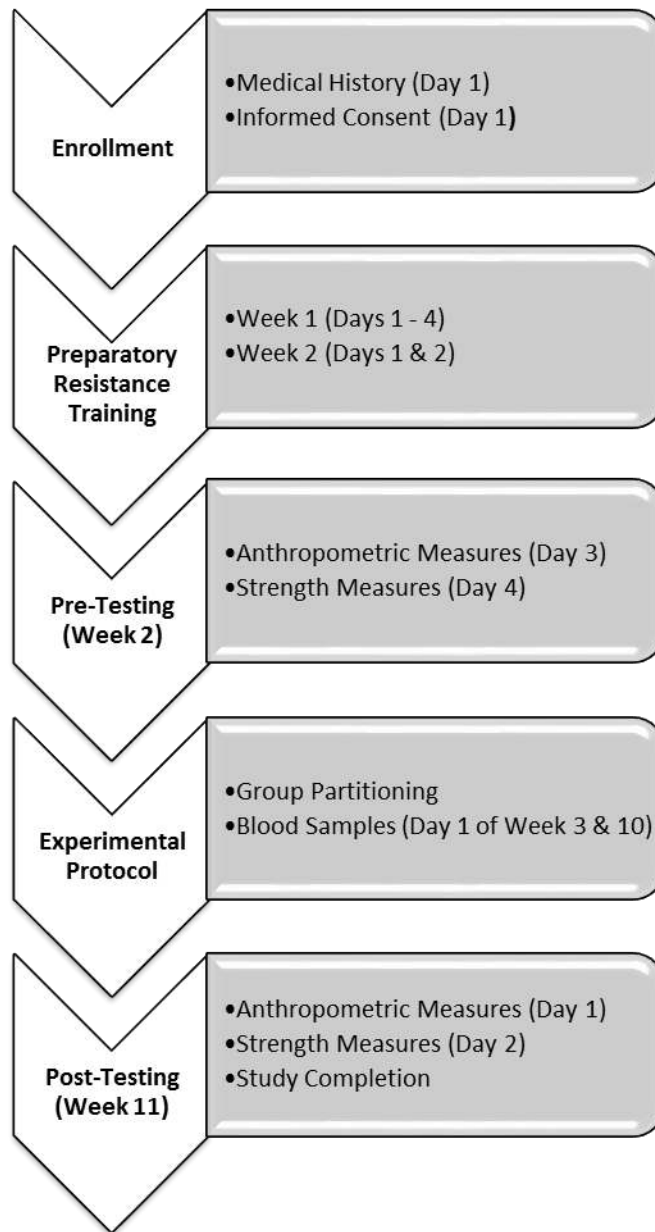 Enrollment
•Medical History (Day 1)
•Informed Consent (Day 1)
Preparatory
Resistance
Training
•Week 1 (Days 1 - 4)
•Week 2 (Days 1 & 2)
Pre-Testing
(Week 2)
•Anthropometric Measures (Day 3)
•Strength Measures (Day 4)
Experimental
Protocol
•Group Partitioning
•Blood Samples (Day 1 of Week 3 & 10)
Post-Testing
(Week 11)
•Anthropometric Measures (Day 1)
•Strength Measures (Day 2)
•Study Completion